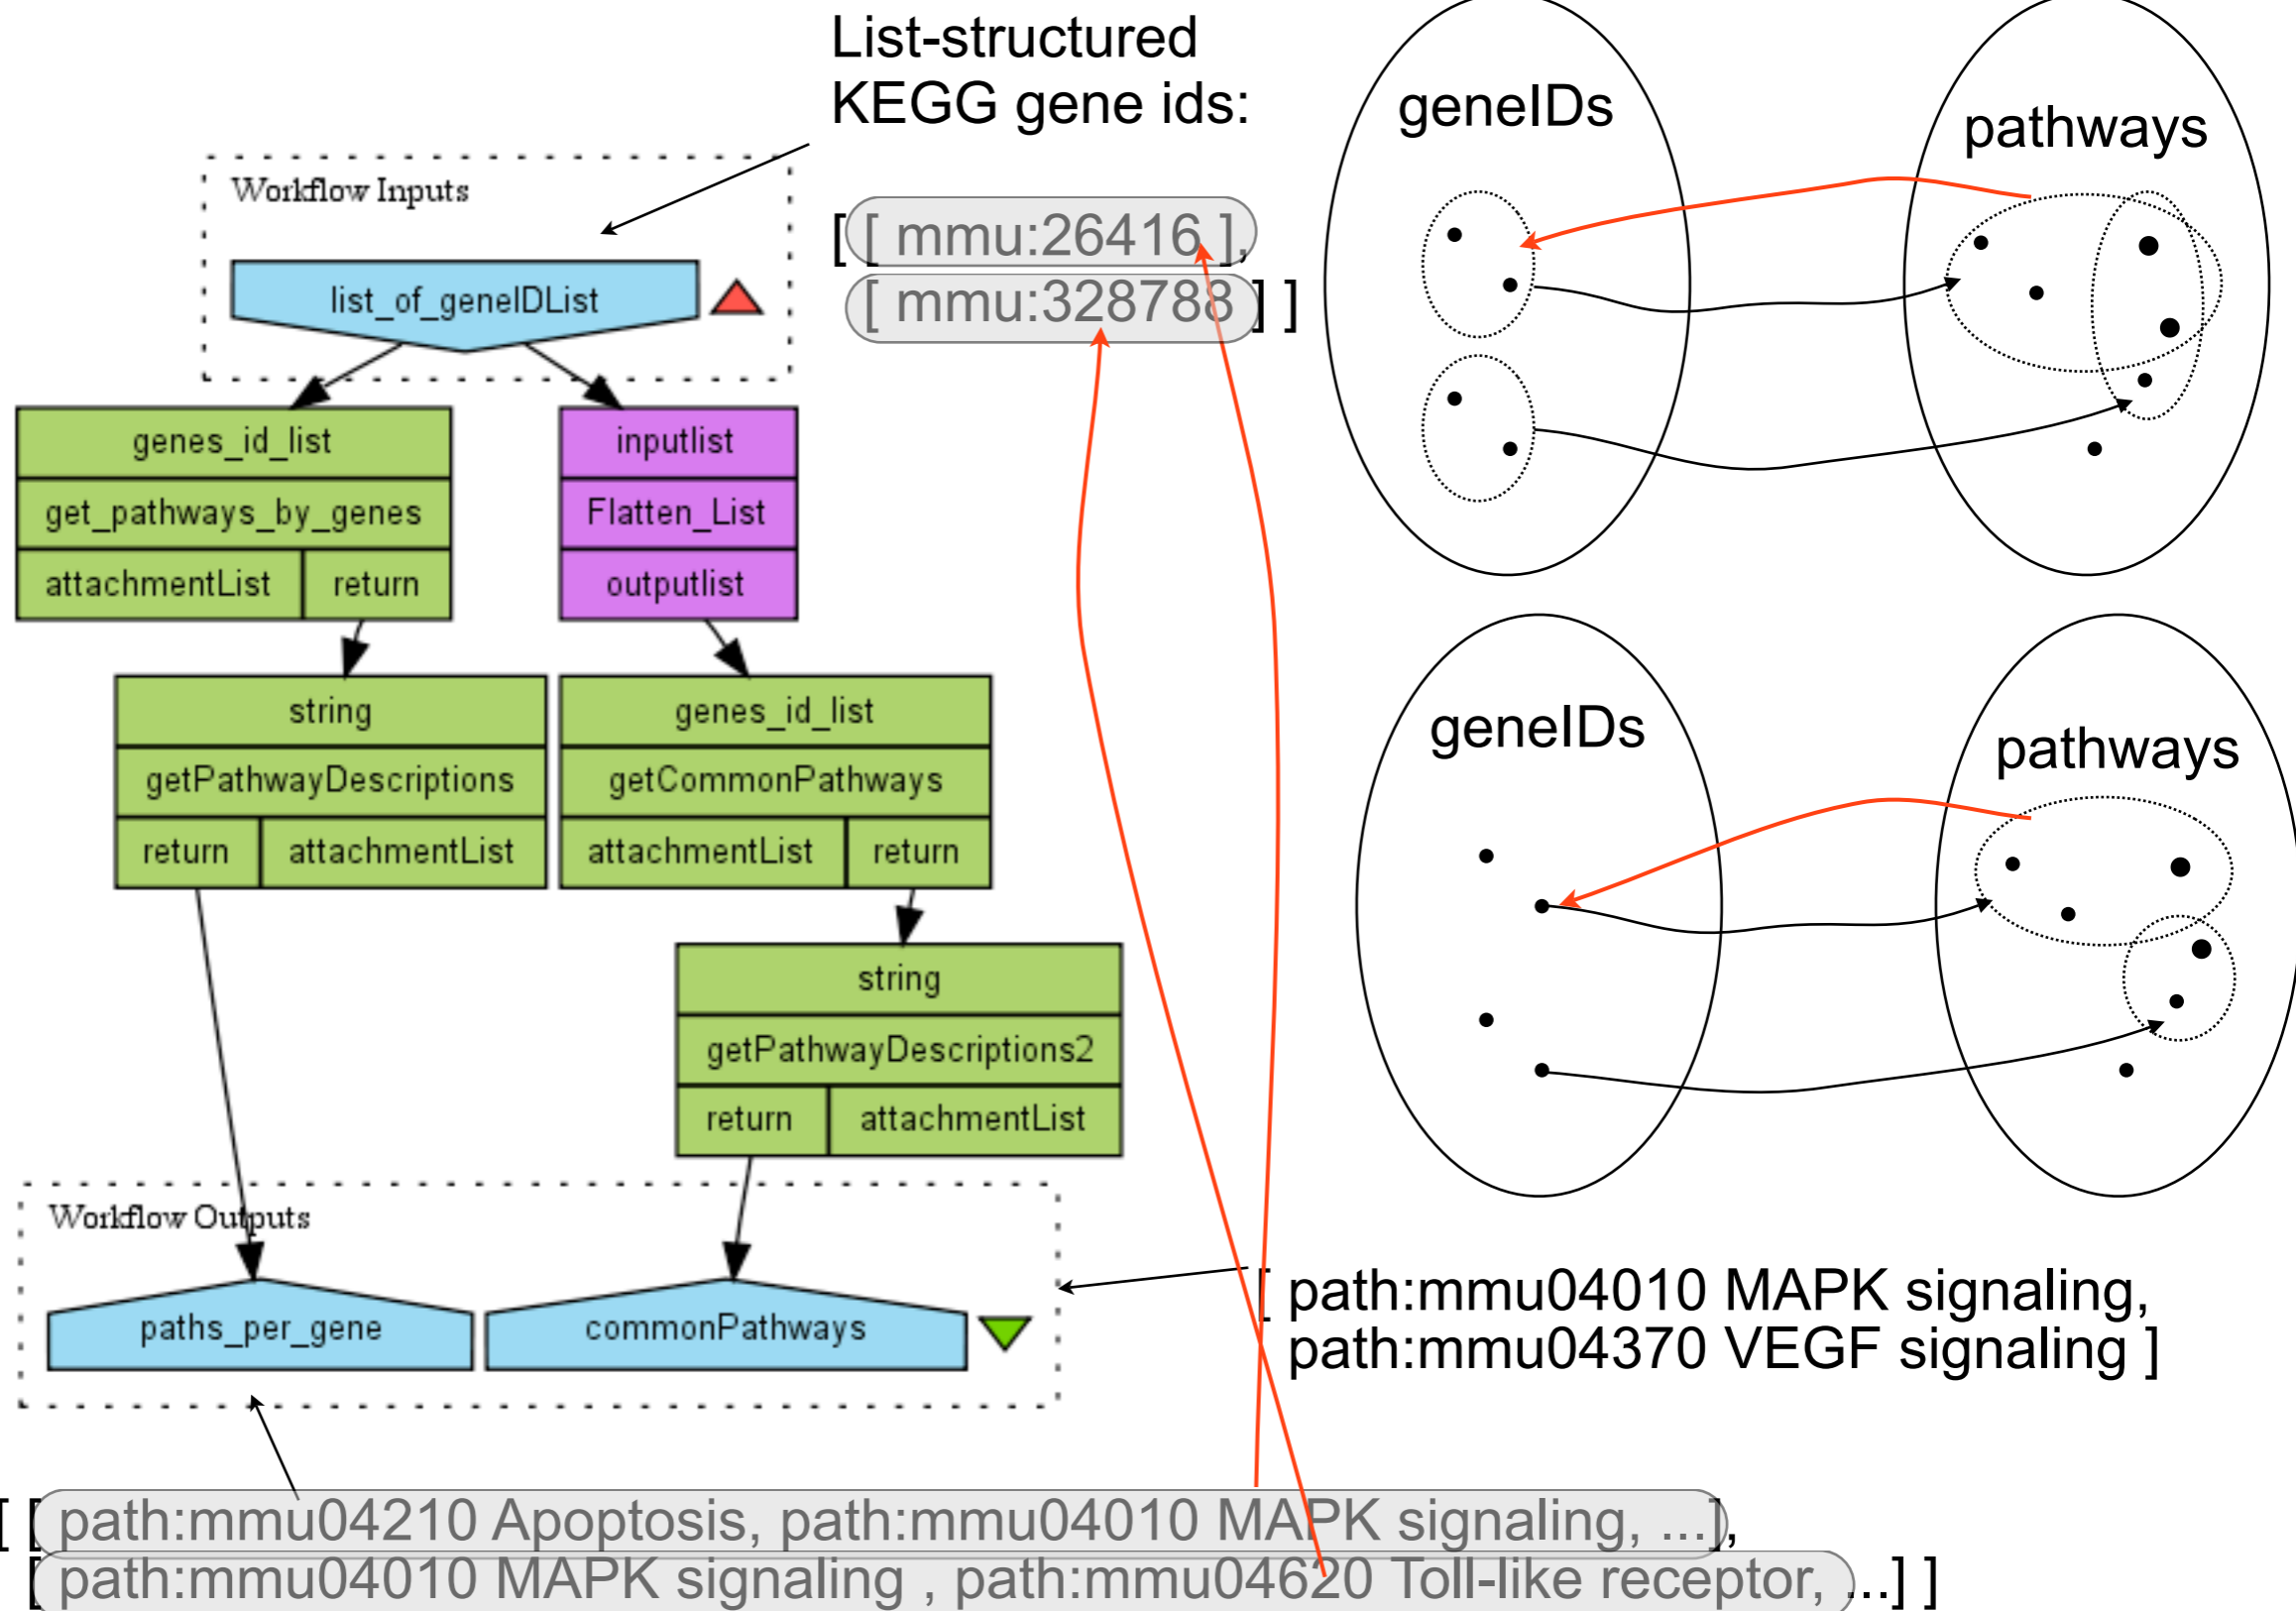 List-structured
KEGG gene ids:
[ [ mmu:26416 ],
[ mmu:328788 ] ]
Workflow Inputs
list_of_geneIDList
genes_id_list
get_pathways_by_genes
attachmentList return
inputlist
Flatten_List
outputlist
string
getPathwayDescriptions
return attachmentList
genes_id_list
getCommonPathways
attachmentList return
string
getPathwayDescriptions2
return attachmentList
Workflow Outputs
paths_per_gene
commonPathways
geneIDs
pathways
geneIDs
pathways
[ path:mmu04010 MAPK signaling,
path:mmu04370 VEGF signaling ]
[ [ path:mmu04210 Apoptosis, path:mmu04010 MAPK signaling, ...],
[ path:mmu04010 MAPK signaling , path:mmu04620 Toll-like receptor, ...] ]